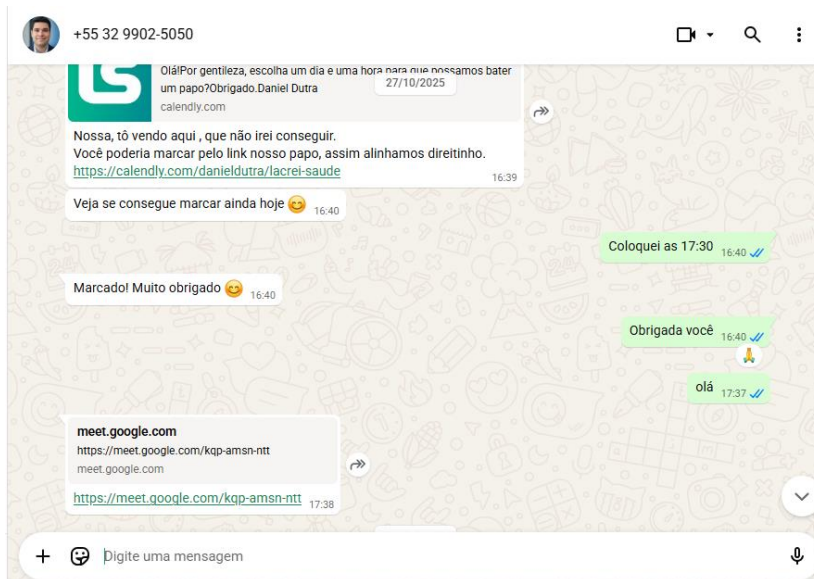 +55 32 9902-5050
Olá!Por gentileza, escolha um dia e uma hora para que possamos bater
um papo?Obrigado.Daniel Dutra
27/10/2025
calendly.com
Nossa, tô vendo aqui , que não irei conseguir.
Você poderia marcar pelo link nosso papo, assim alinhamos direitinho.
https://calendly.com/danieldutra/lacrei-saude
16:39
Veja se consegue marcar ainda hoje 😊 16:40
Coloquei as 17:30 16:40
Marcado! Muito obrigado 😊 16:40
Obrigada você 16:40
🙏
olá 17:37
meet.google.com
https://meet.google.com/kqp-amsn-ntt
meet.google.com
https://meet.google.com/kqp-amsn-ntt 17:38
Digite uma mensagem